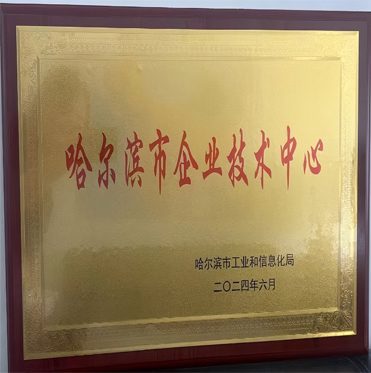 哈尔滨市企业技术中心
哈尔滨市工业和信息化局
二〇二四年六月